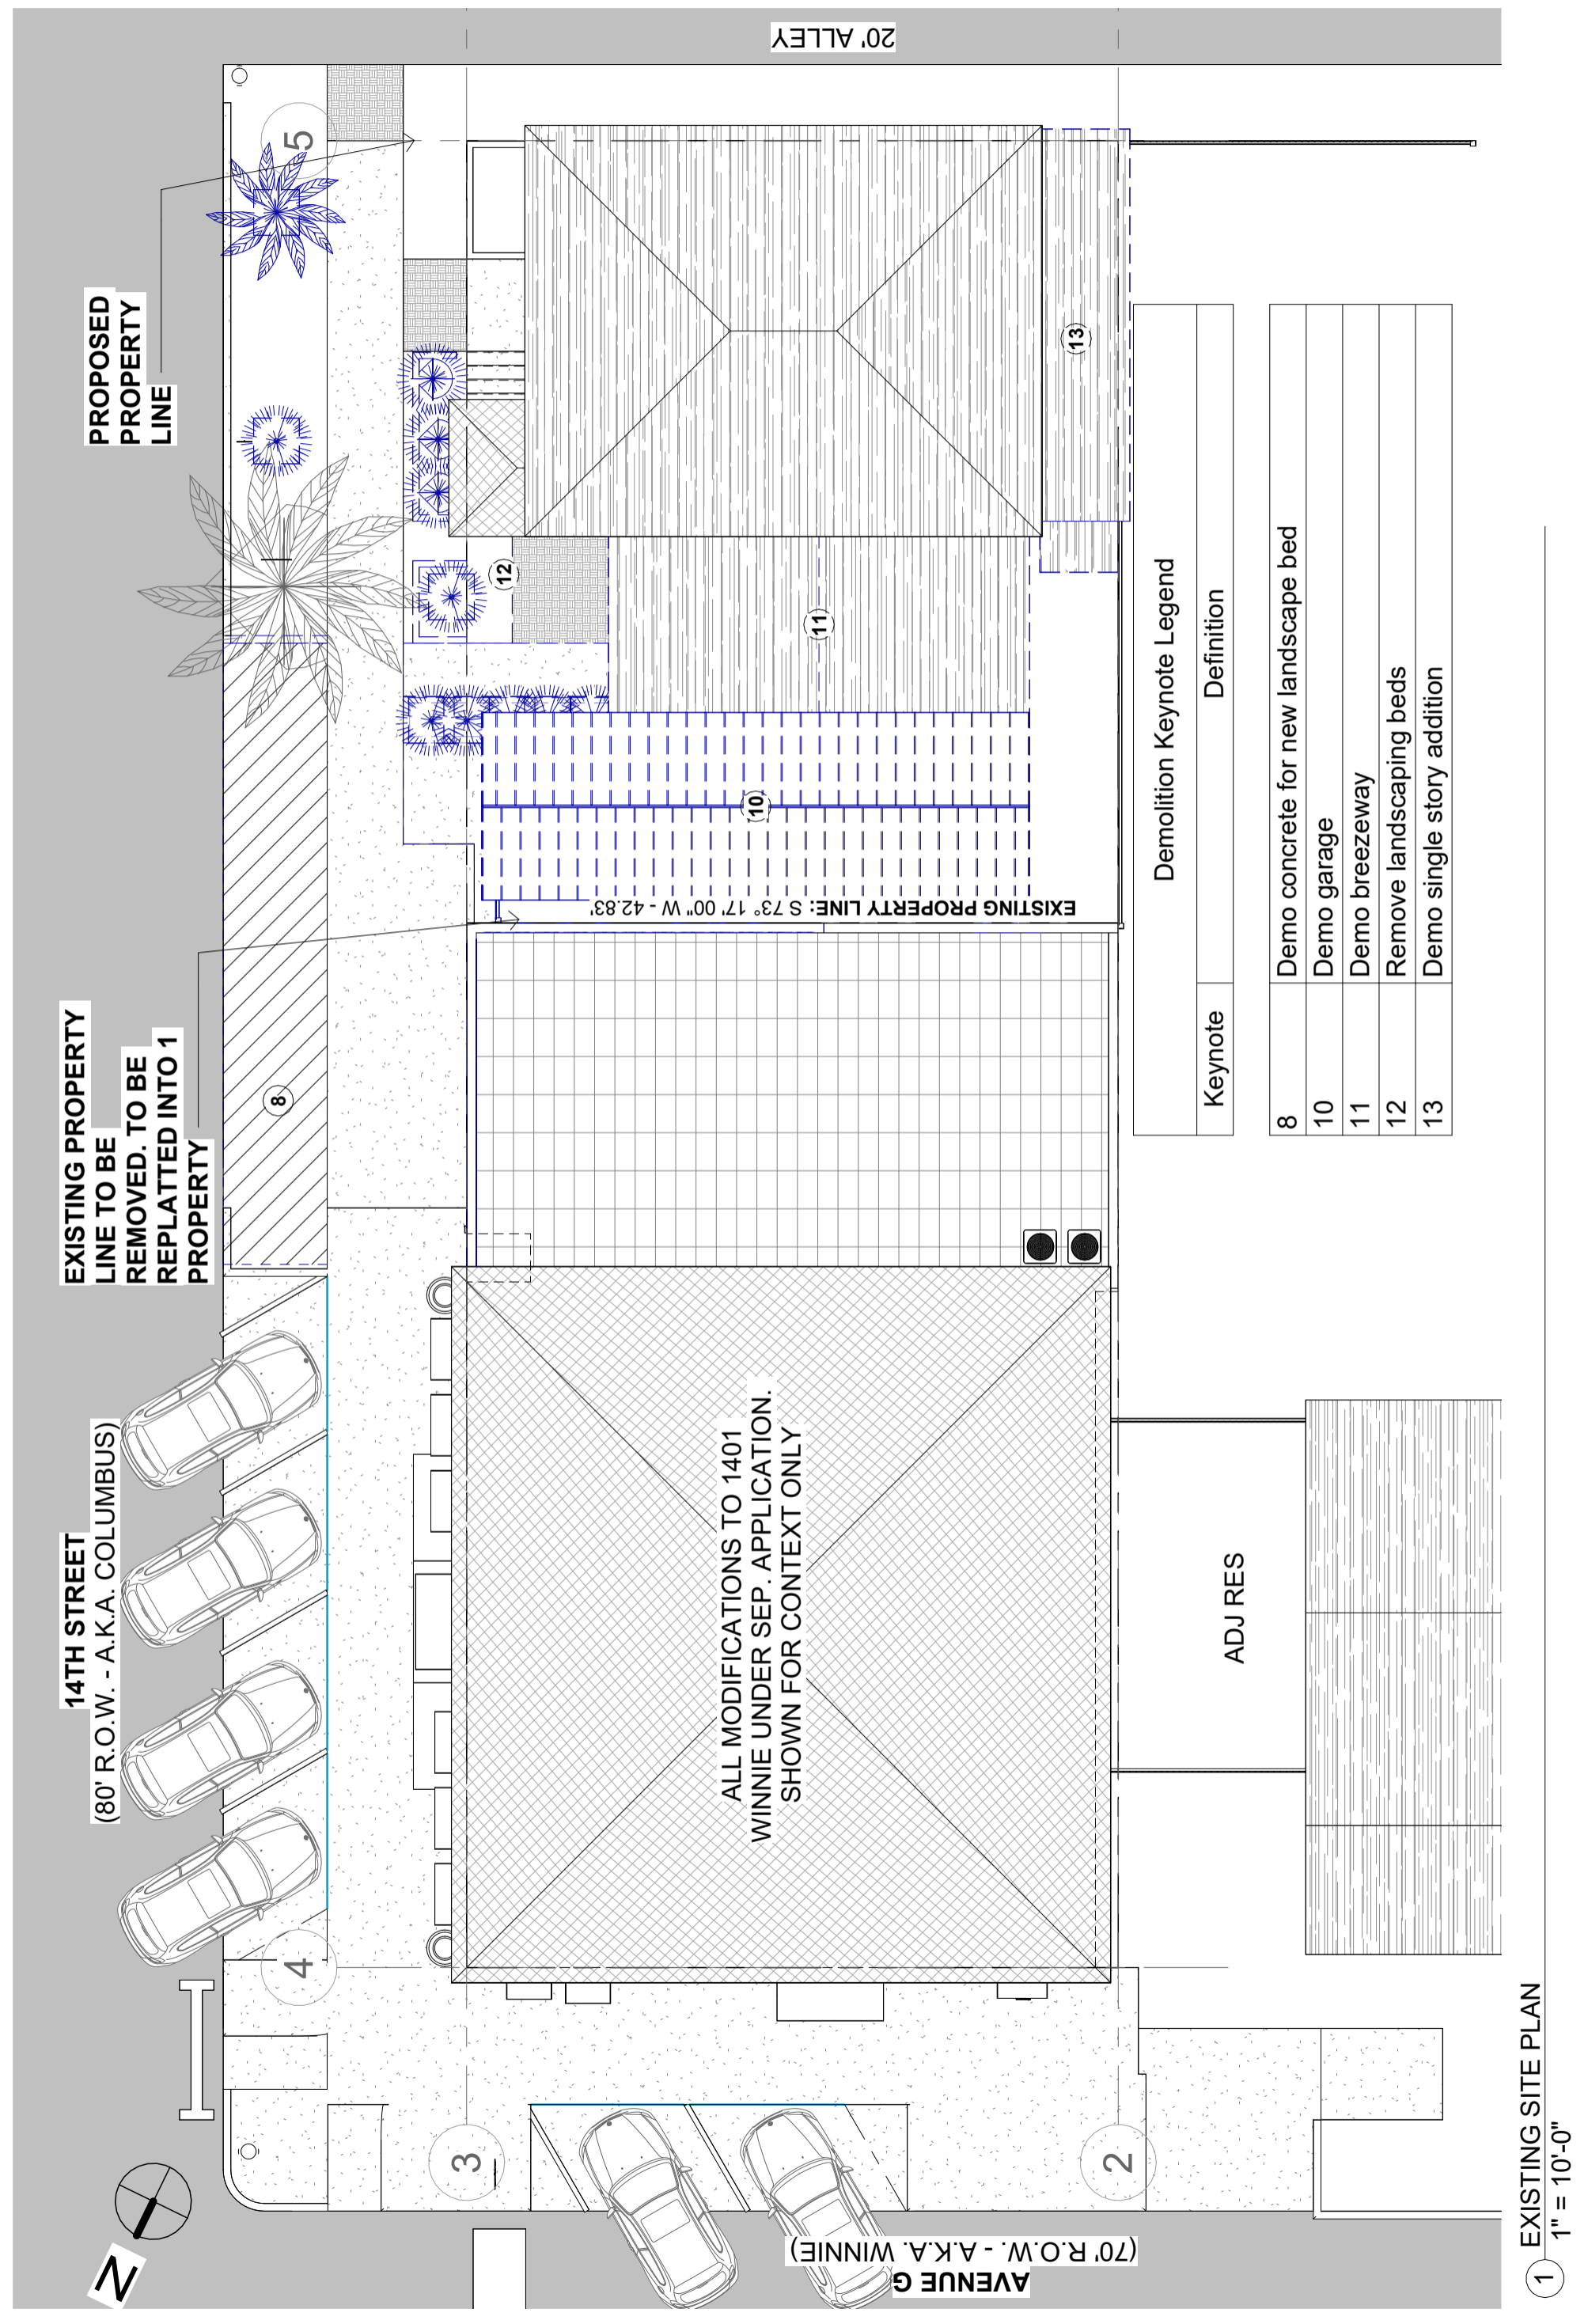 20' ALLEY
5
PROPOSED
PROPERTY
LINE
13
12
11
10
8
EXISTING PROPERTY LINE: S 73° 17' 00" W - 42.83'
EXISTING PROPERTY
LINE TO BE
REMOVED. TO BE
REPLATTED INTO 1
PROPERTY
14TH STREET
(80' R.O.W. - A.K.A. COLUMBUS)
ALL MODIFICATIONS TO 1401
WINNIE UNDER SEP. APPLICATION.
SHOWN FOR CONTEXT ONLY
ADJ RES
4
3
2
N
AVENUE G
(70' R.O.W. - A.K.A. WINNIE)
Demolition Keynote Legend
Keynote Definition
8 Demo concrete for new landscape bed
10 Demo garage
11 Demo breezeway
12 Remove landscaping beds
13 Demo single story addition
1 EXISTING SITE PLAN
1" = 10'-0"